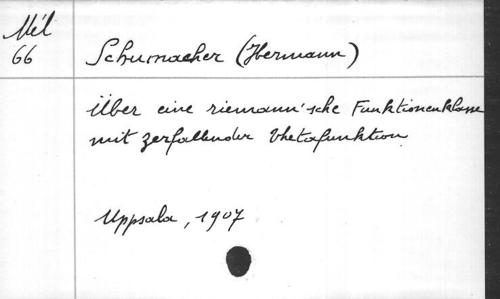 Mél
66
Schumacher (Hermann)
Über eine riemann'sche Funktionenklasse
mit zerfallender Thetafunktion
Uppsala, 1907